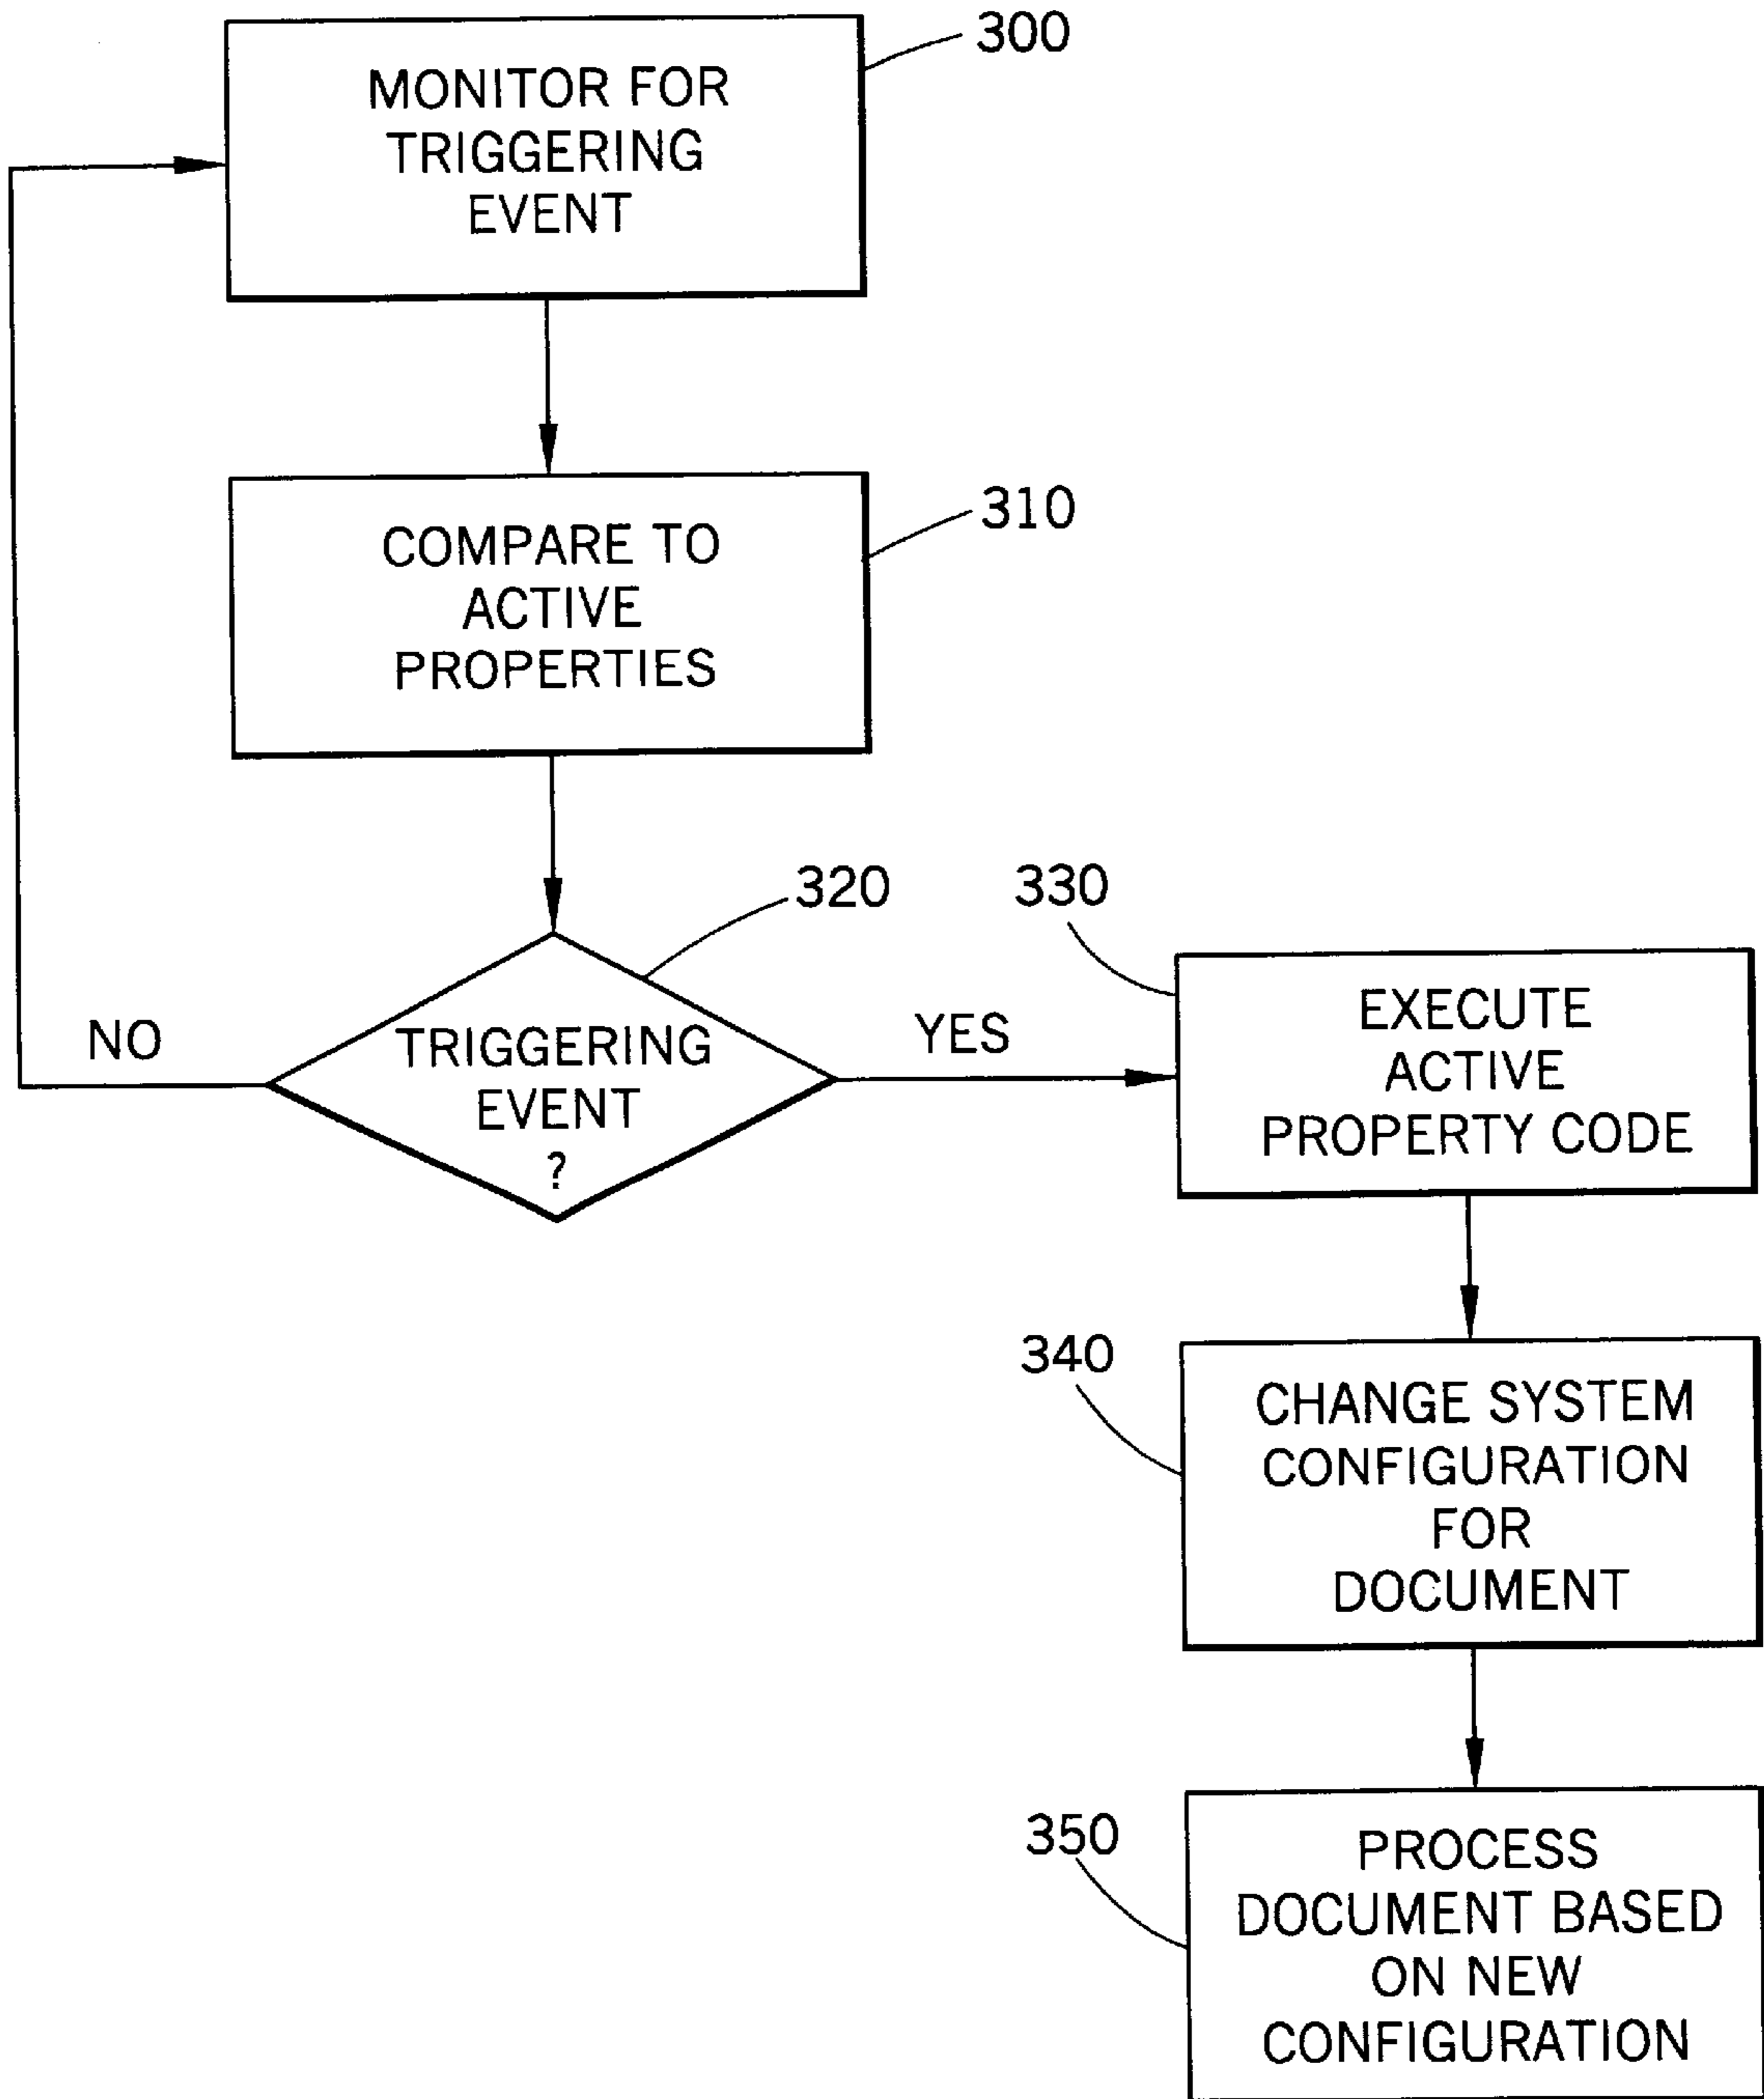 300
MONITOR FOR
TRIGGERING
EVENT
310
COMPARE TO
ACTIVE
PROPERTIES
320
TRIGGERING
EVENT
?
NO
YES
330
EXECUTE
ACTIVE
PROPERTY CODE
340
CHANGE SYSTEM
CONFIGURATION
FOR
DOCUMENT
350
PROCESS
DOCUMENT BASED
ON NEW
CONFIGURATION